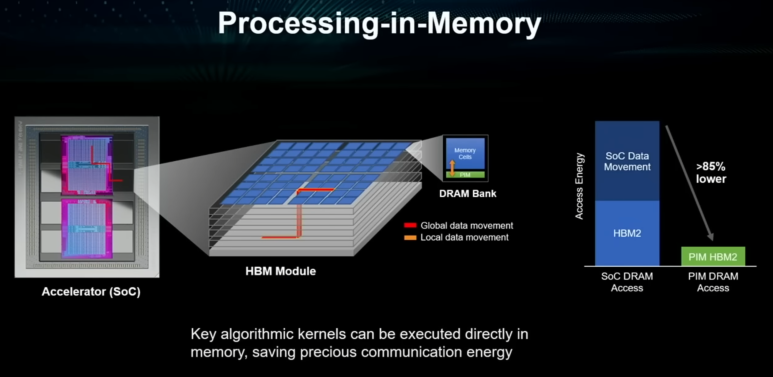 Processing-in-Memory
Accelerator (SoC)
HBM Module
Memory
Cells
PIM
DRAM Bank
Global data movement
Local data movement
Access Energy
SoC Data
Movement
HBM2
>85%
lower
PIM HBM2
SoC DRAM
Access
PIM DRAM
Access
Key algorithmic kernels can be executed directly in
memory, saving precious communication energy